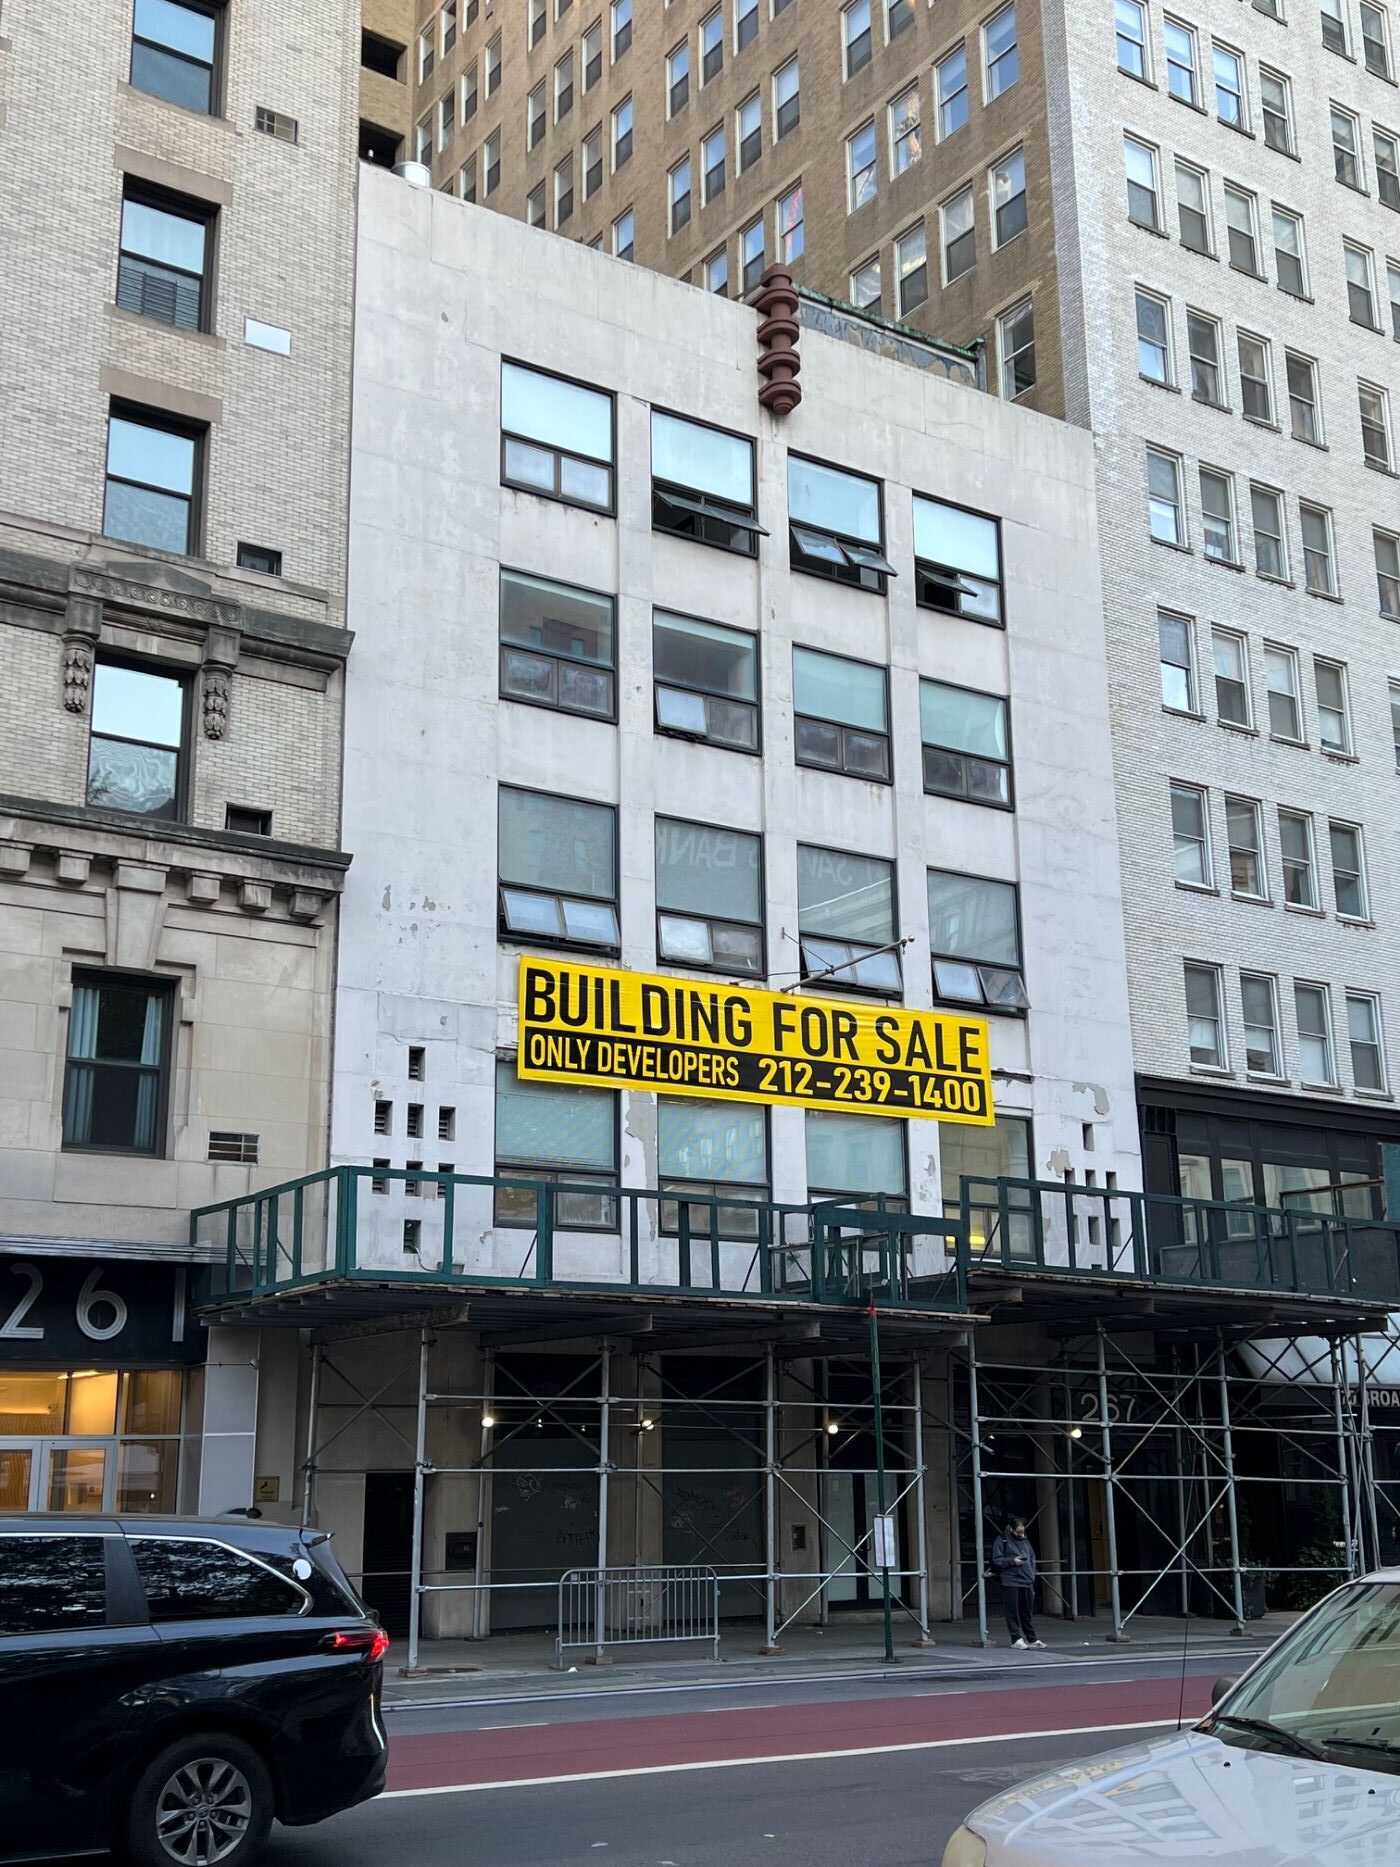 BUILDING FOR SALE
ONLY DEVELOPERS 212-239-1400
261
267